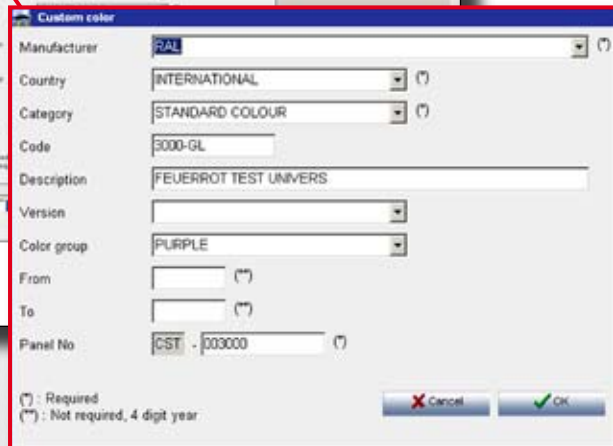 Custom color
Manufacturer RAL (*)
Country INTERNATIONAL (*)
Category STANDARD COLOUR (*)
Code 3000-GL
Description FEUERROT TEST UNIVERS
Version
Color group PURPLE
From (**)
To (**)
Panel No CST - 003000 (*)
(*) : Required
(**) : Not required, 4 digit year
Cancel OK